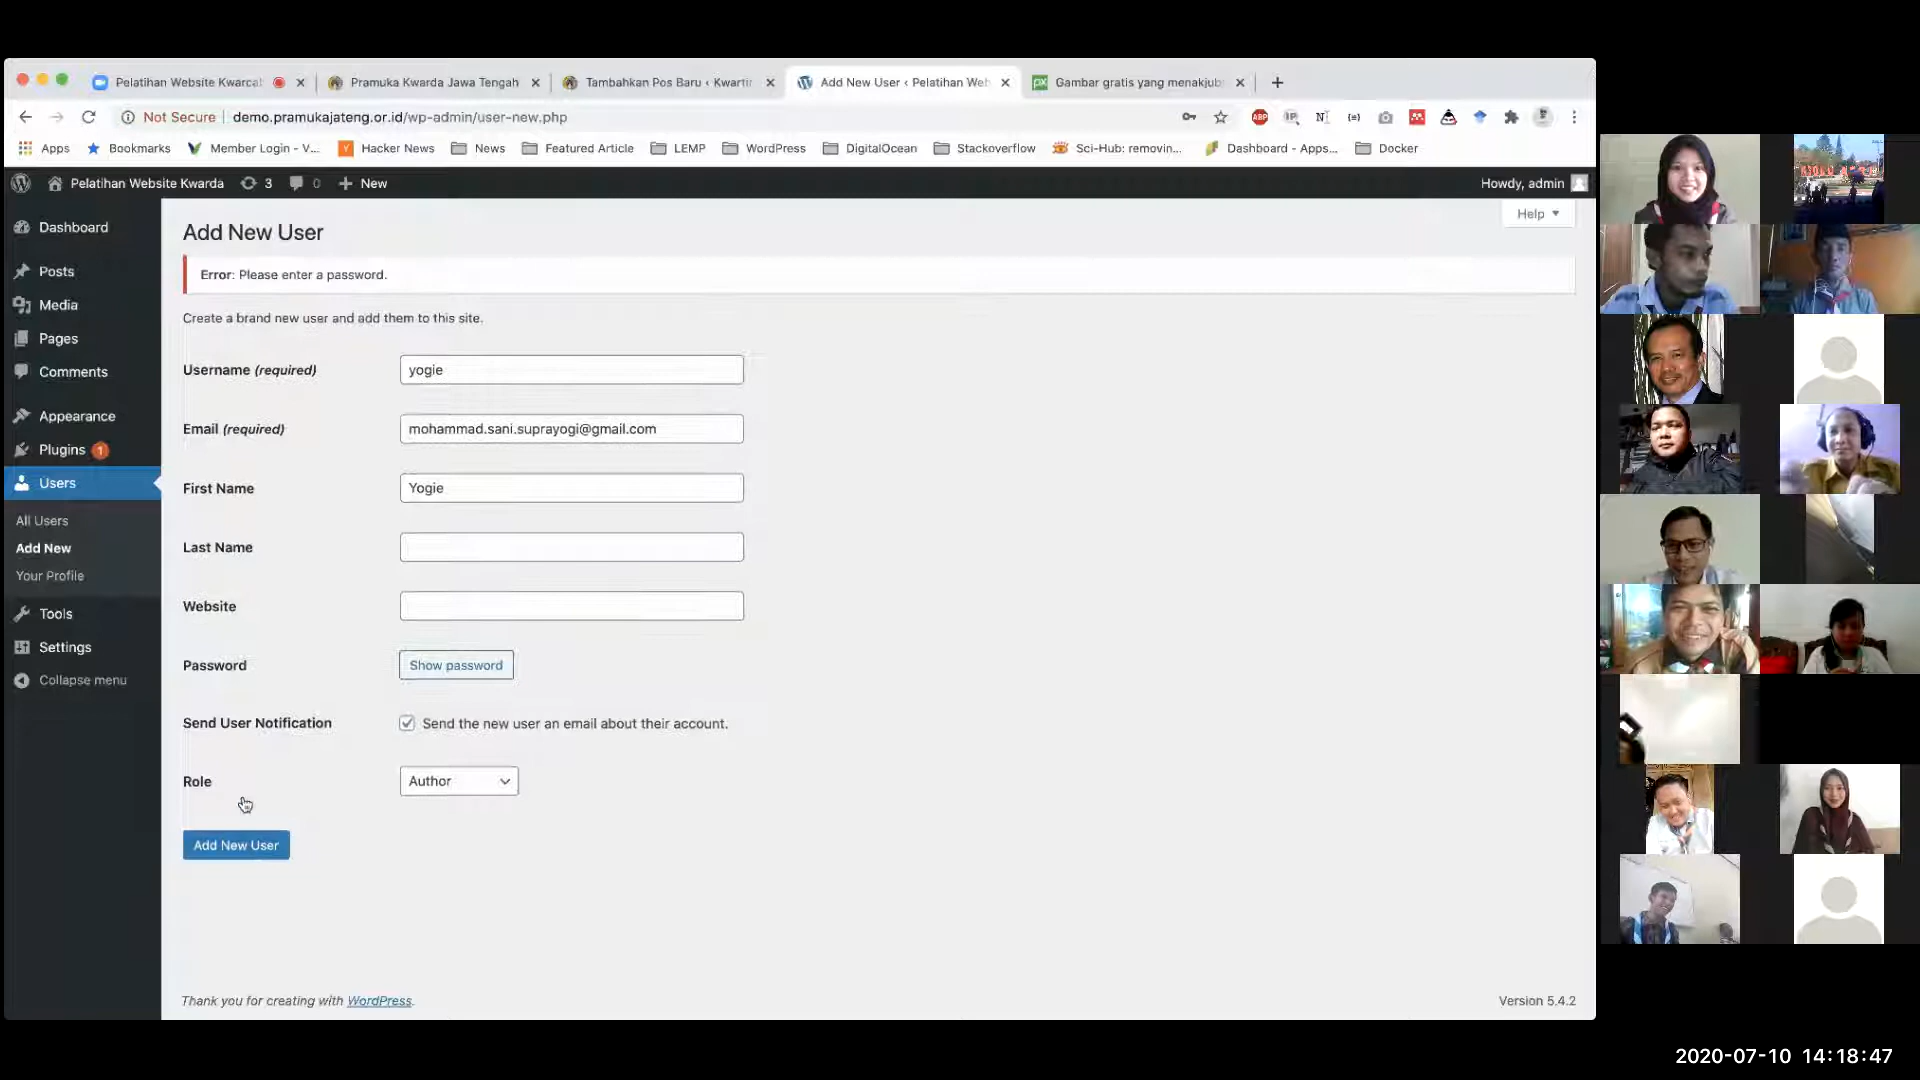 Pelatihan Website Kwarca
Pramuka Kwarda Jawa Tengah
Tambahkan Pos Baru ‹ Kwartir
Add New User ‹ Pelatihan Web
Gambar gratis yang menakjub
Not Secure
demo.pramukajateng.or.id/wp-admin/user-new.php
ABP
Apps
Bookmarks
Member Login - V...
Hacker News
News
Featured Article
LEMP
WordPress
DigitalOcean
Stackoverflow
Sci-Hub: removin...
Dashboard - Apps...
Docker
Pelatihan Website Kwarda
3
0
New
Howdy, admin
Dashboard
Posts
Media
Pages
Comments
Appearance
Plugins 1
Users
All Users
Add New
Your Profile
Tools
Settings
Collapse menu
Help
Add New User
Error: Please enter a password.
Create a brand new user and add them to this site.
Username (required)
yogie
Email (required)
mohammad.sani.suprayogi@gmail.com
First Name
Yogie
Last Name
Website
Password
Show password
Send User Notification
Send the new user an email about their account.
Role
Author
Add New User
Thank you for creating with WordPress.
Version 5.4.2
2020-07-10 14:18:47